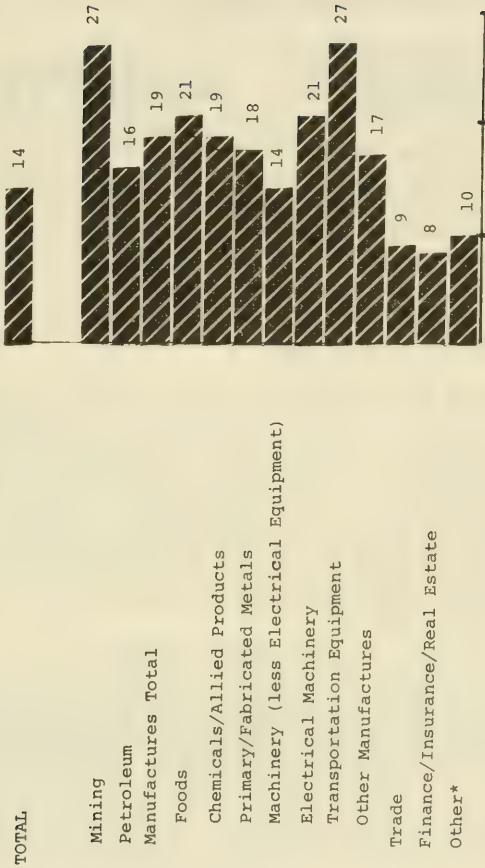 TOTAL 14
Mining 27
Petroleum 16
Manufactures Total 19
Foods 21
Chemicals/Allied Products 19
Primary/Fabricated Metals 18
Machinery (less Electrical Equipment) 14
Electrical Machinery 21
Transportation Equipment 27
Other Manufactures 17
Trade 9
Finance/Insurance/Real Estate 8
Other* 10